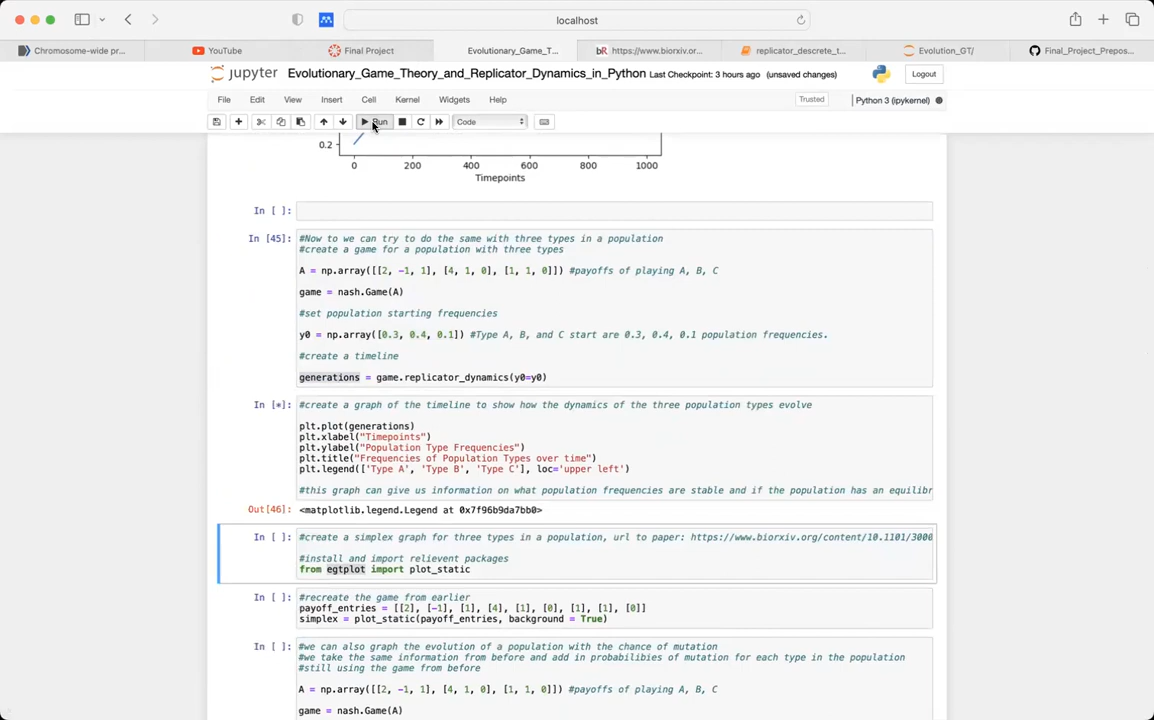 localhost
Chromosome-wide pr...
YouTube
Final Project
Evolutionary_Game_T...
bR https://www.biorxiv.or...
replicator_descrete_t...
Evolution_GT/
Final_Project_Prepos...
jupyter Evolutionary_Game_Theory_and_Replicator_Dynamics_in_Python Last Checkpoint: 3 hours ago (unsaved changes)
Logout
File Edit View Insert Cell Kernel Widgets Help
Trusted
Python 3 (ipykernel)
Run
Code
0.2
0 200 400 600 800 1000
Timepoints
In [ ]:
In [45]: #Now to we can try to do the same with three types in a population
#create a game for a population with three types
A = np.array([[2, -1, 1], [4, 1, 0], [1, 1, 0]]) #payoffs of playing A, B, C
game = nash.Game(A)
#set population starting frequencies
y0 = np.array([0.3, 0.4, 0.1]) #Type A, B, and C start are 0.3, 0.4, 0.1 population frequencies.
#create a timeline
generations = game.replicator_dynamics(y0=y0)
In [*]: #create a graph of the timeline to show how the dynamics of the three population types evolve
plt.plot(generations)
plt.xlabel("Timepoints")
plt.ylabel("Population Type Frequencies")
plt.title("Frequencies of Population Types over time")
plt.legend(['Type A', 'Type B', 'Type C'], loc='upper left')
#this graph can give us information on what population frequencies are stable and if the population has an equilibr
Out[46]: <matplotlib.legend.Legend at 0x7f96b9da7bb0>
In [ ]: #create a simplex graph for three types in a population, url to paper: https://www.biorxiv.org/content/10.1101/3000
#install and import relievent packages
from egtplot import plot_static
In [ ]: #recreate the game from earlier
payoff_entries = [[2], [-1], [1], [4], [1], [0], [1], [1], [0]]
simplex = plot_static(payoff_entries, background = True)
In [ ]: #we can also graph the evolution of a population with the chance of mutation
#we take the same information from before and add in probabilibies of mutation for each type in the population
#still using the game from before
A = np.array([[2, -1, 1], [4, 1, 0], [1, 1, 0]]) #payoffs of playing A, B, C
game = nash.Game(A)